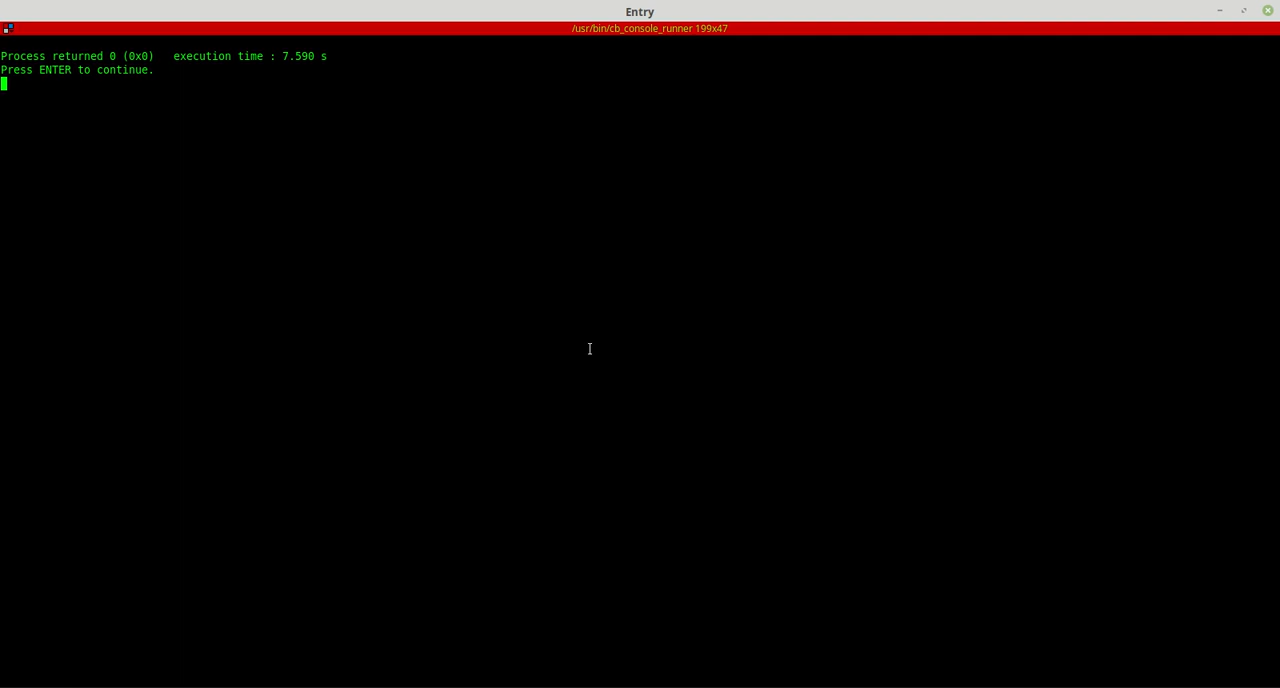 Entry
/usr/bin/cb_console_runner 199x47
Process returned 0 (0x0)   execution time : 7.590 s
Press ENTER to continue.